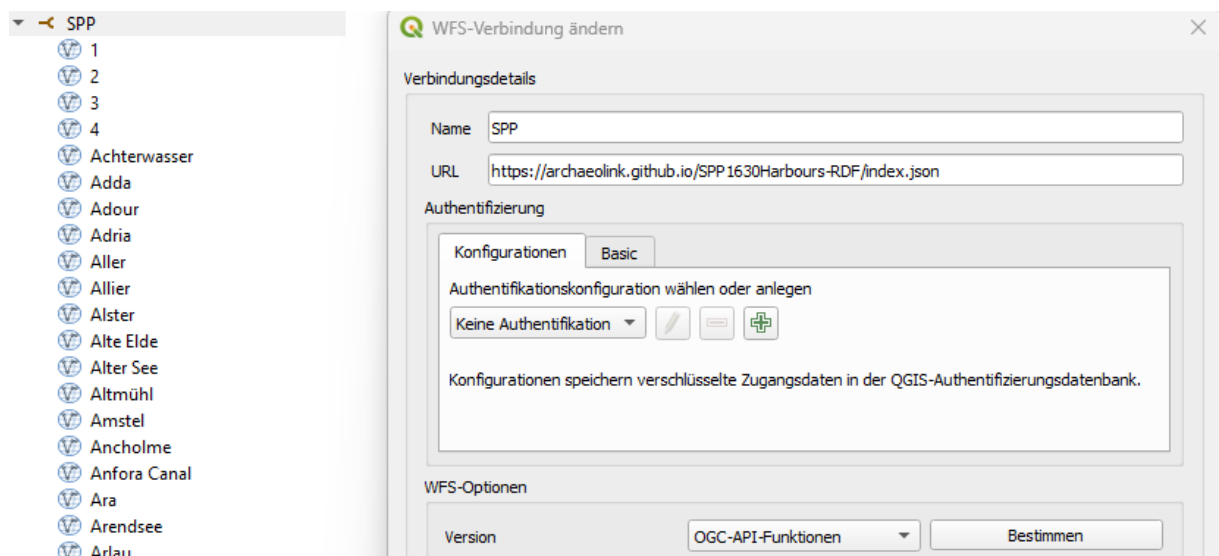 SPP
1
2
3
4
Achterwasser
Adda
Adour
Adria
Aller
Allier
Alster
Alte Elde
Alter See
Altmühl
Amstel
Ancholme
Anfora Canal
Ara
Arendsee
Arlau
WFS-Verbindung ändern
Verbindungsdetails
Name SPP
URL https://archaeolink.github.io/SPP1630Harbours-RDF/index.json
Authentifizierung
Konfigurationen Basic
Authentifikationskonfiguration wählen oder anlegen
Keine Authentifikation
Konfigurationen speichern verschlüsselte Zugangsdaten in der QGIS-Authentifizierungsdatenbank.
WFS-Optionen
Version OGC-API-Funktionen Bestimmen